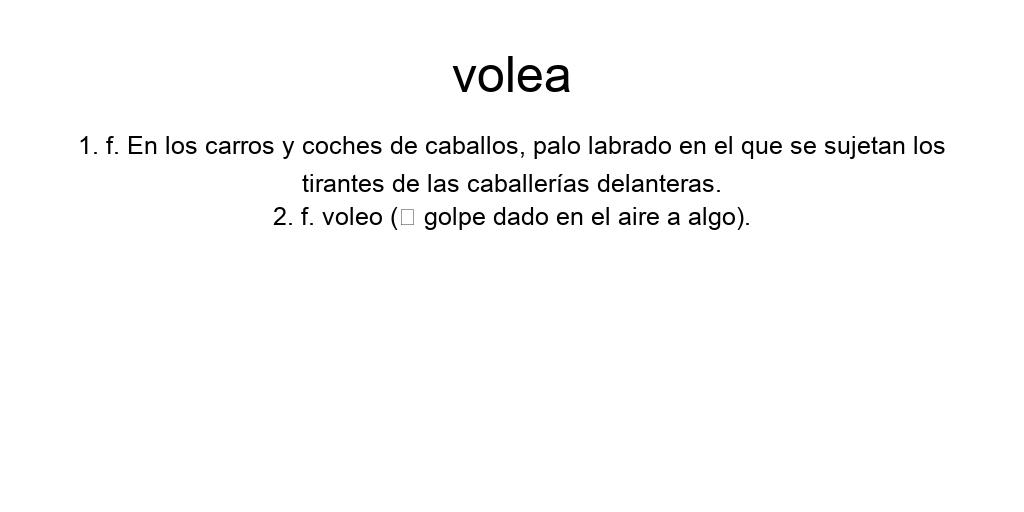 volea
1. f. En los carros y coches de caballos, palo labrado en el que se sujetan los
tirantes de las caballerías delanteras.
2. f. voleo (□ golpe dado en el aire a algo).